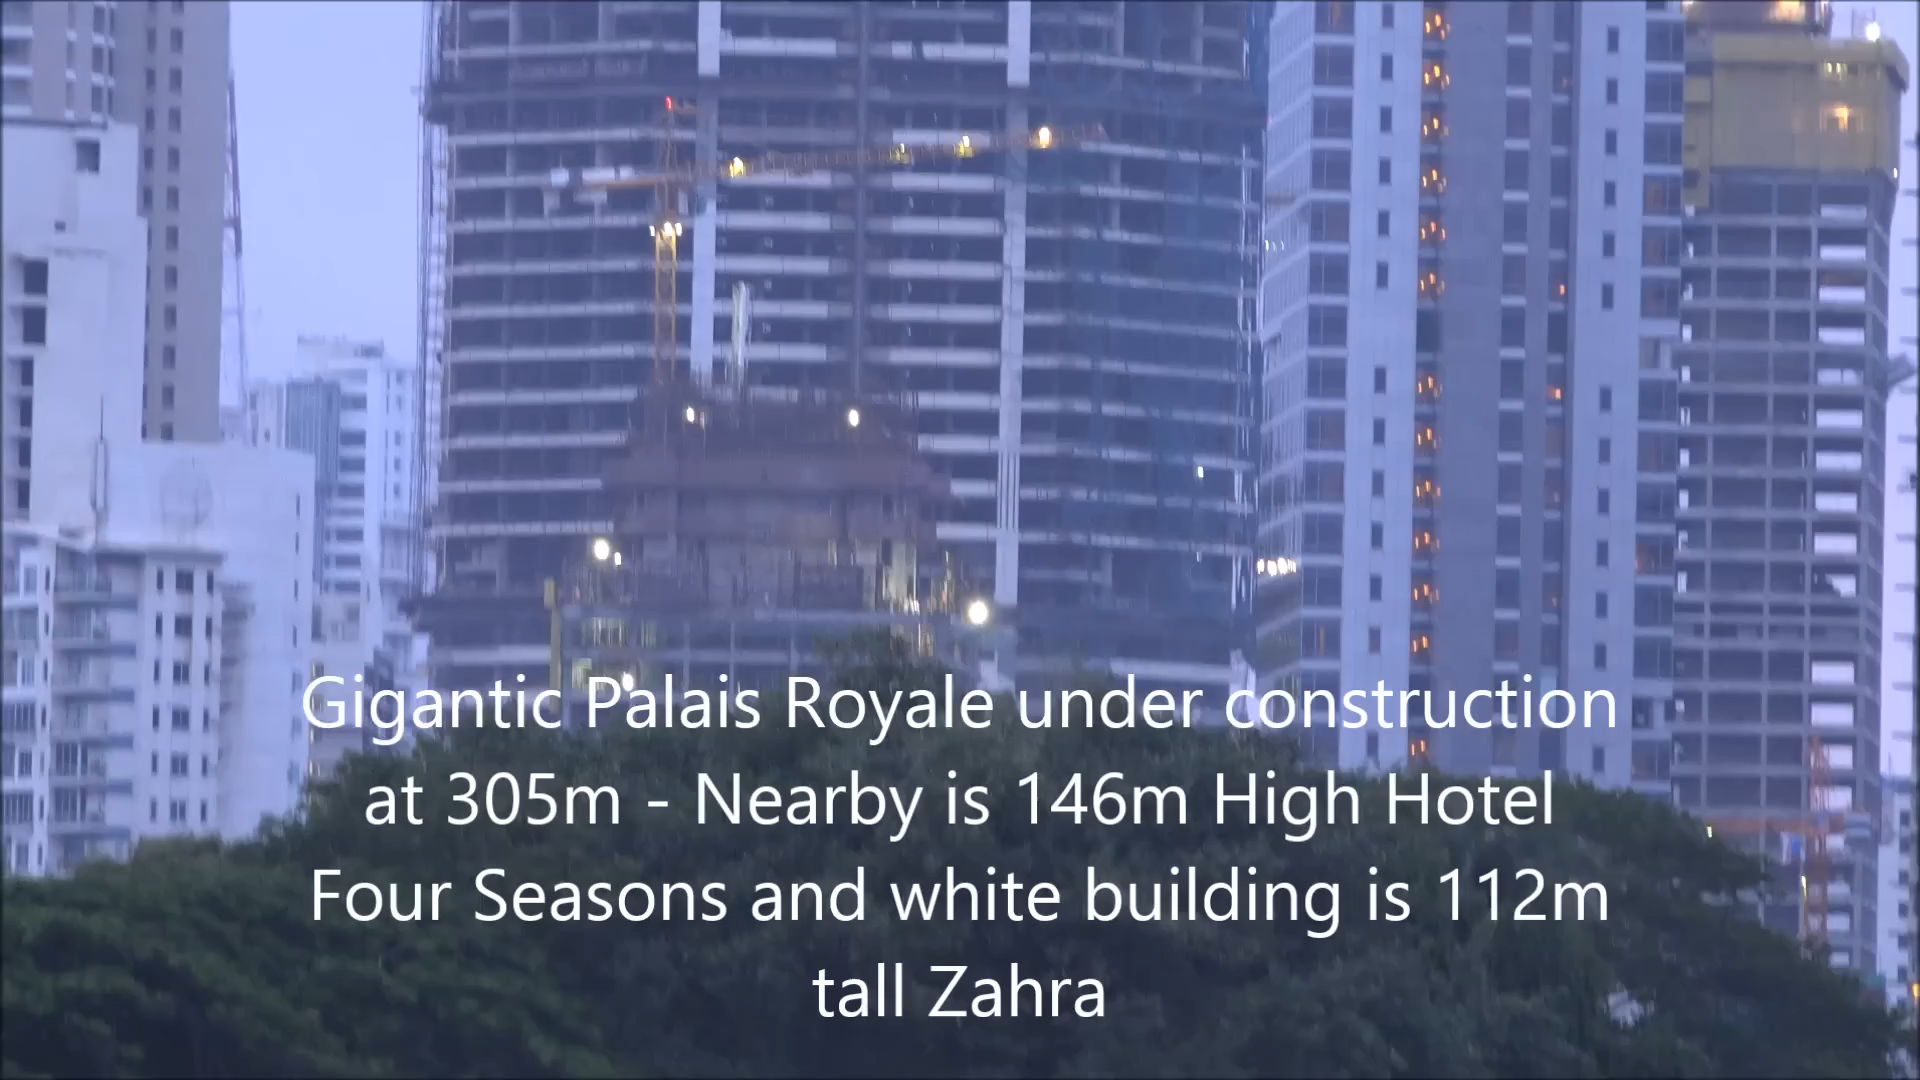 Gigantic Palais Royale under construction
at 305m - Nearby is 146m High Hotel
Four Seasons and white building is 112m
tall Zahra